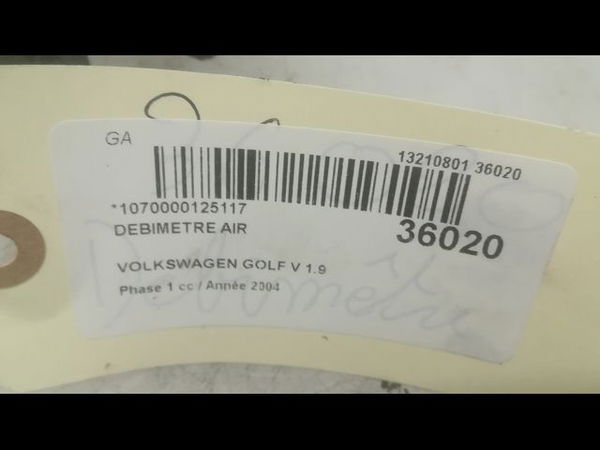 GA
13210801 36020
*1070000125117
36020
DEBIMETRE AIR
VOLKSWAGEN GOLF V 1.9
Phase 1 cc / Année 2004